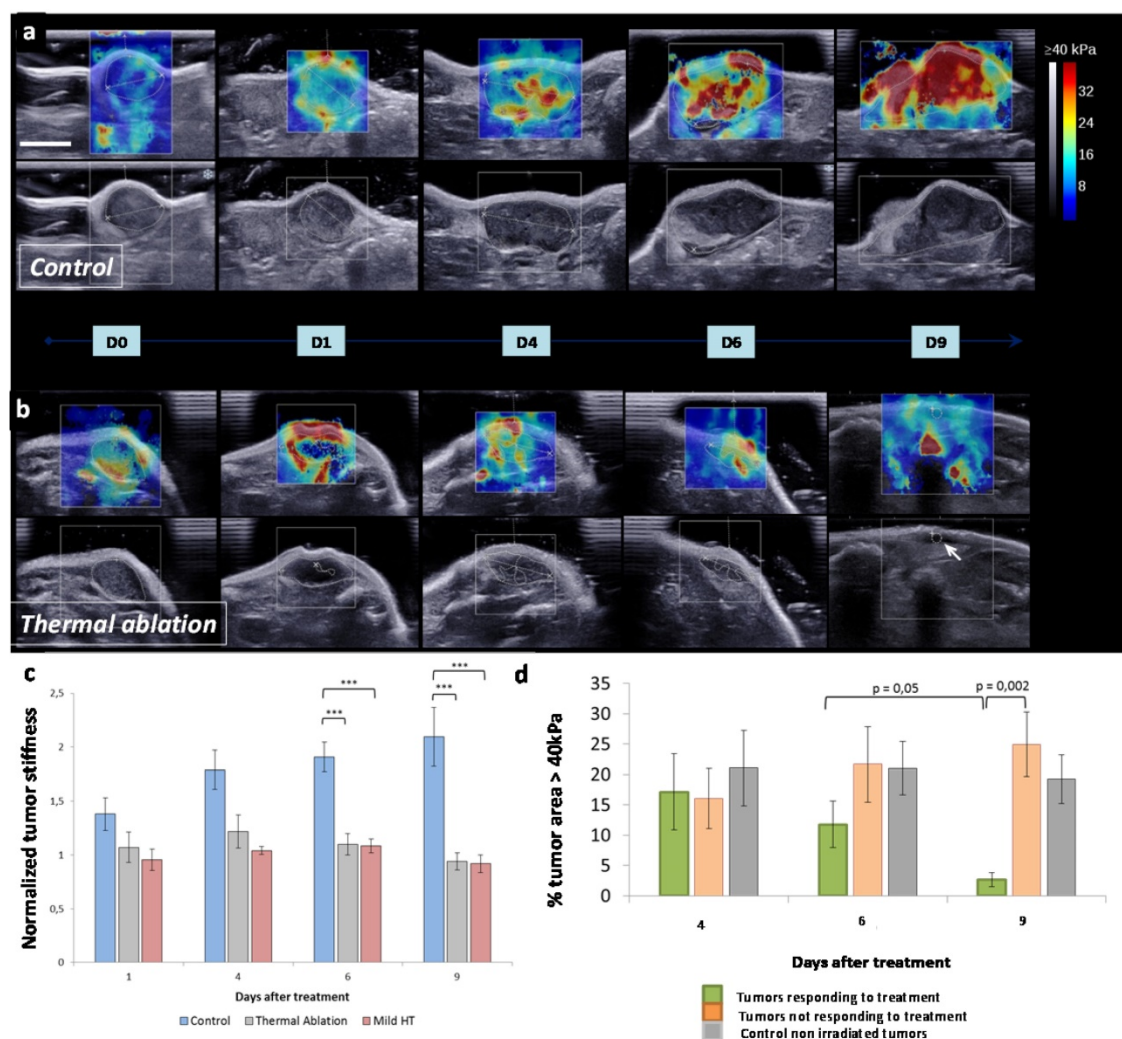 a
≥40 kPa
32
24
16
8
Control
D0
D1
D4
D6
D9
b
Thermal ablation
c
Normalized tumor stiffness
2,5
2
1,5
1
0,5
0
***
***
***
***
1
4
6
9
Days after treatment
Control
Thermal Ablation
Mild HT
d
% tumor area > 40kPa
35
30
25
20
15
10
5
0
p = 0,05
p = 0,002
4
6
9
Days after treatment
Tumors responding to treatment
Tumors not responding to treatment
Control non irradiated tumors